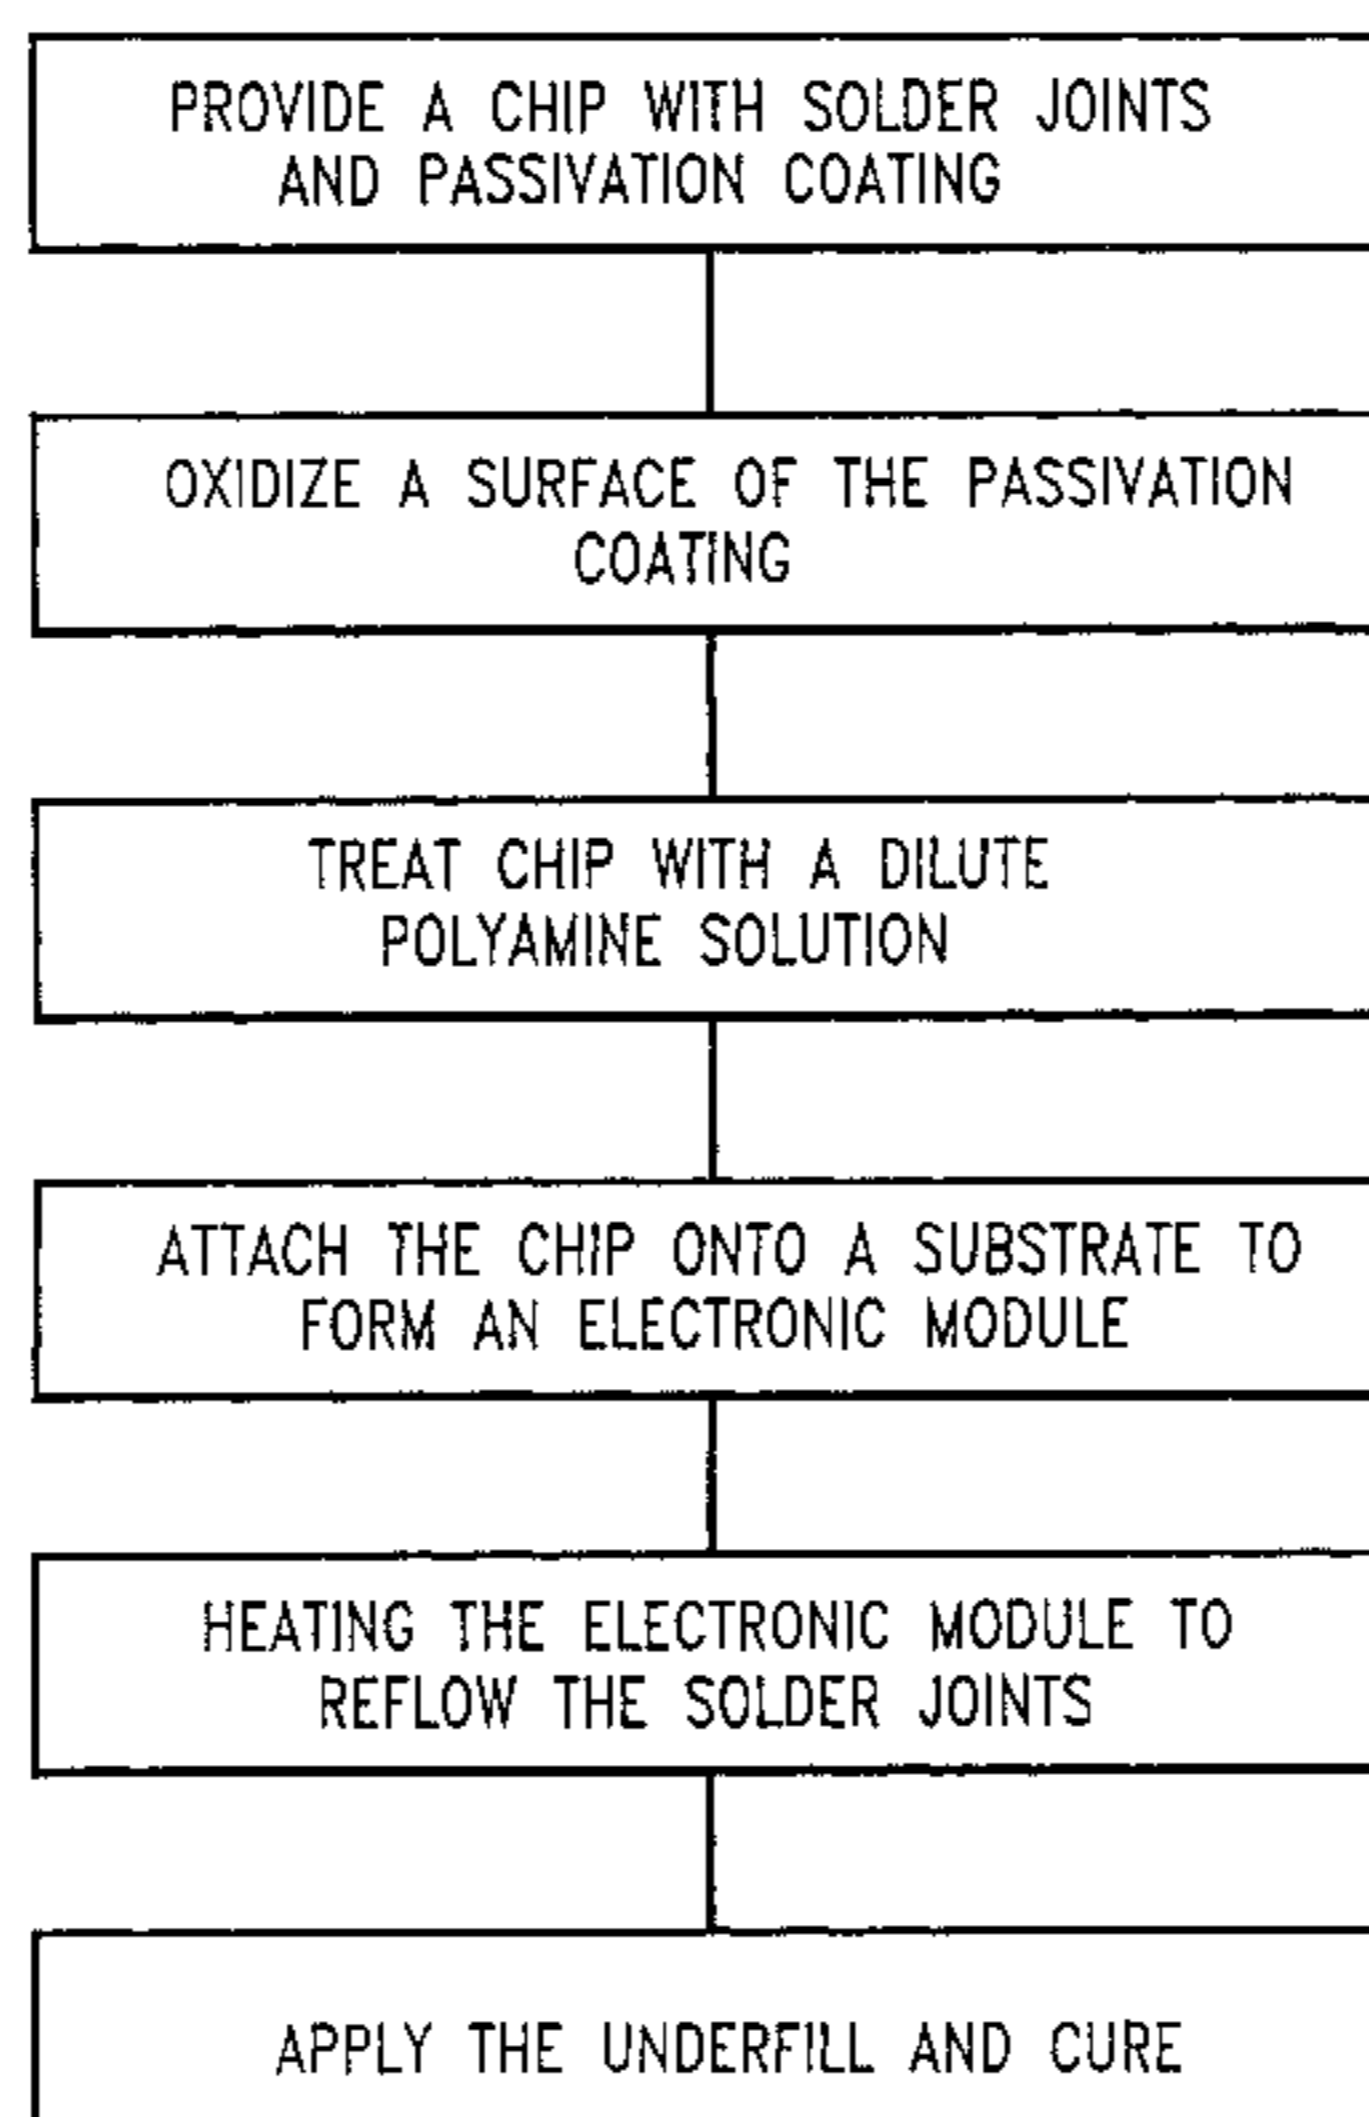 PROVIDE A CHIP WITH SOLDER JOINTS
AND PASSIVATION COATING
OXIDIZE A SURFACE OF THE PASSIVATION
COATING
TREAT CHIP WITH A DILUTE
POLYAMINE SOLUTION
ATTACH THE CHIP ONTO A SUBSTRATE TO
FORM AN ELECTRONIC MODULE
HEATING THE ELECTRONIC MODULE TO
REFLOW THE SOLDER JOINTS
APPLY THE UNDERFILL AND CURE